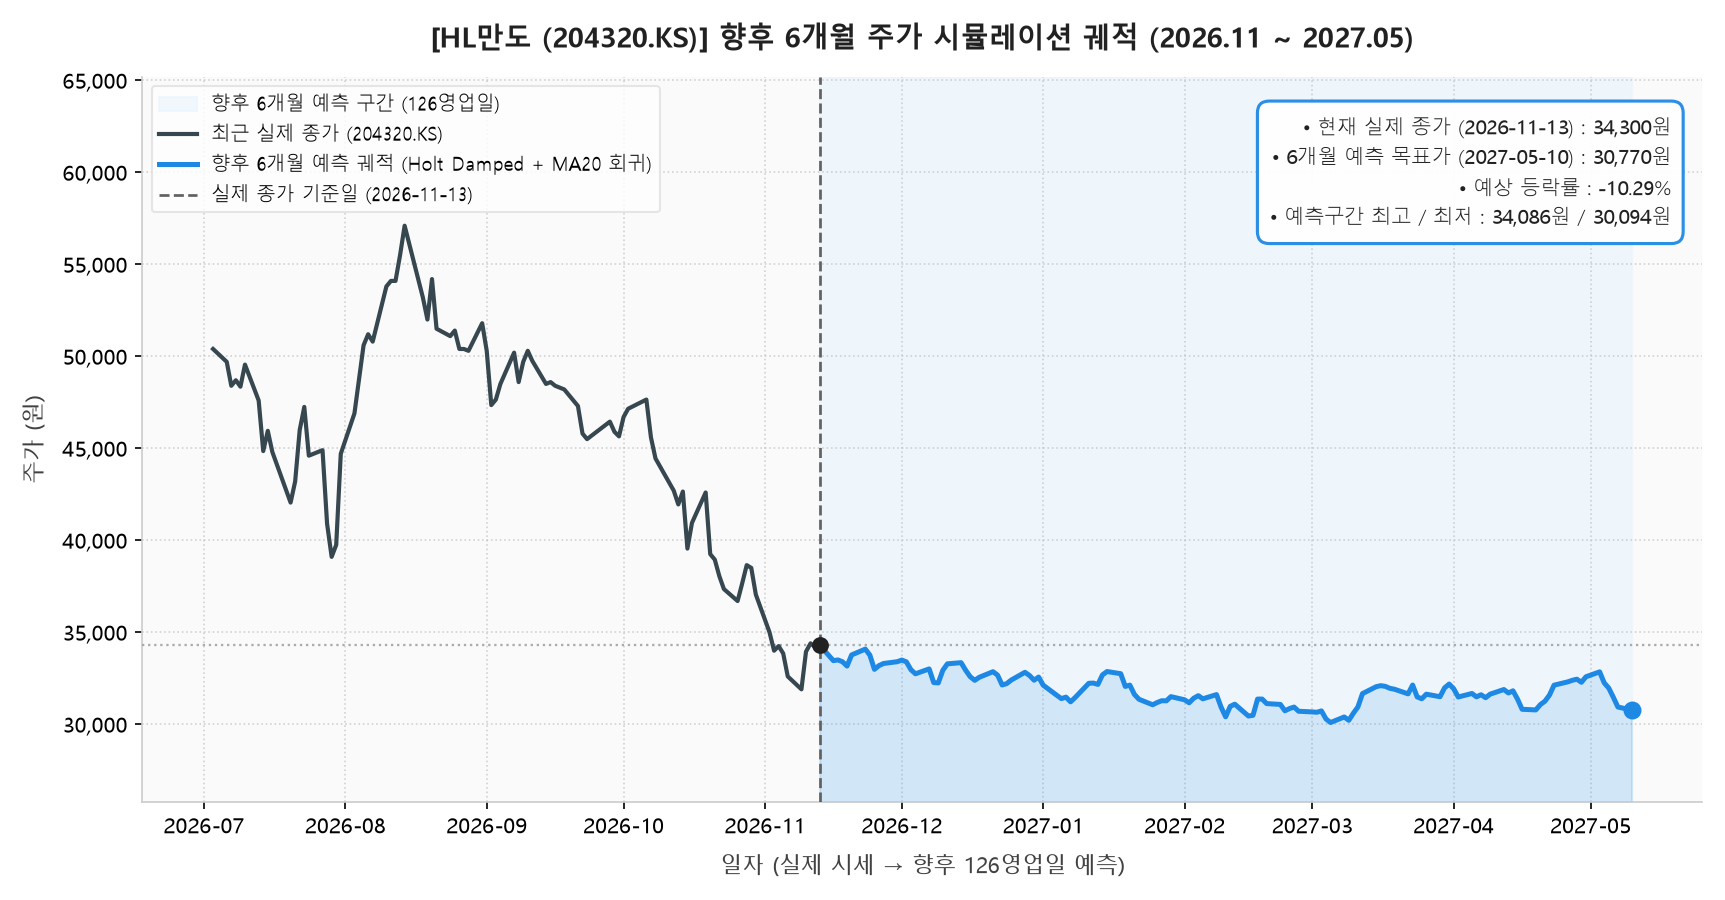 [HL만도 (204320.KS)] 향후 6개월 주가 시뮬레이션 궤적 (2026.11 ~ 2027.05)
향후 6개월 예측 구간 (126영업일)
최근 실제 종가 (204320.KS)
향후 6개월 예측 궤적 (Holt Damped + MA20 회귀)
실제 종가 기준일 (2026-11-13)
• 현재 실제 종가 (2026-11-13) : 34,300원
• 6개월 예측 목표가 (2027-05-10) : 30,770원
• 예상 등락률 : -10.29%
• 예측구간 최고 / 최저 : 34,086원 / 30,094원
주가 (원)
65,000
60,000
55,000
50,000
45,000
40,000
35,000
30,000
2026-07 2026-08 2026-09 2026-10 2026-11 2026-12 2027-01 2027-02 2027-03 2027-04 2027-05
일자 (실제 시세 → 향후 126영업일 예측)